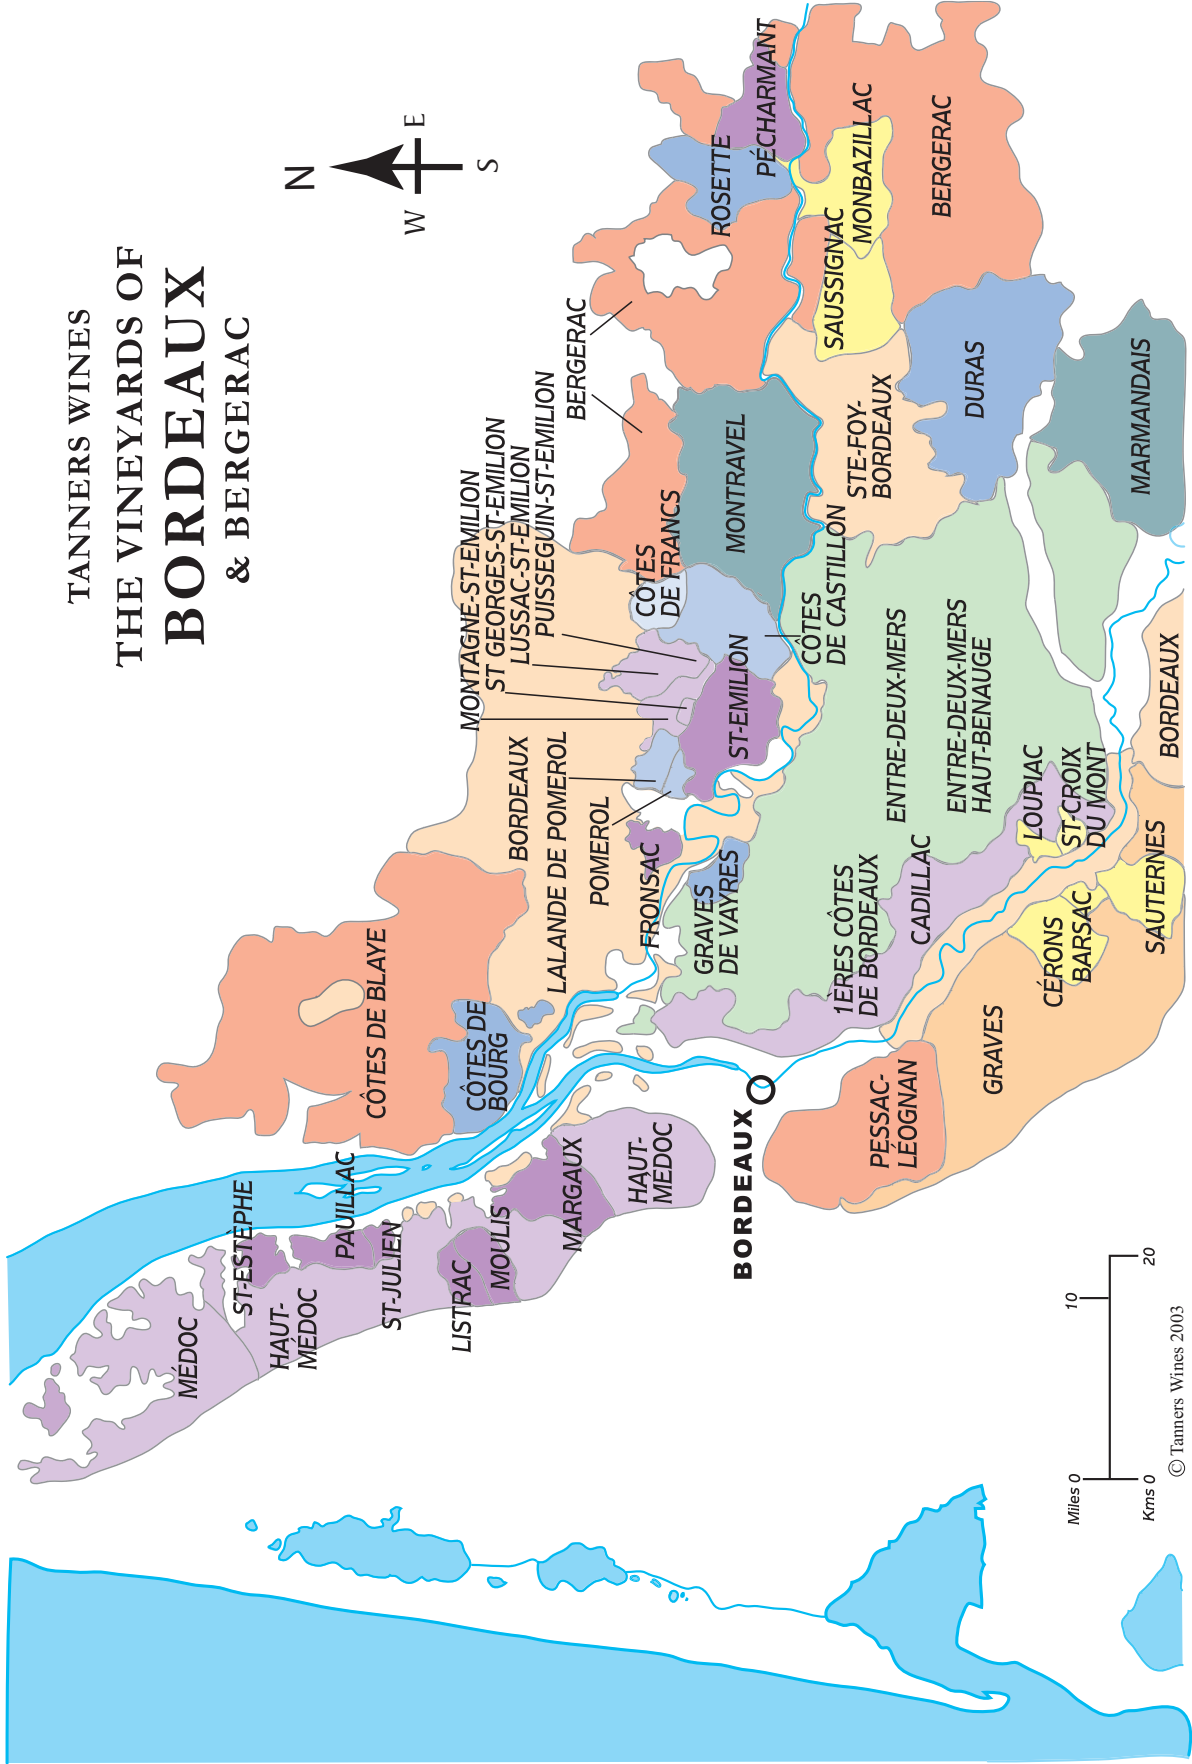 TANNERS WINES
THE VINEYARDS OF
BORDEAUX
& BERGERAC
N
W
E
S
MÉDOC
ST-ESTÈPHE
HAUT-
MÉDOC
PAUILLAC
ST-JULIEN
LISTRAC
MOULIS
MARGAUX
HAUT-
MÉDOC
CÔTES DE BLAYE
CÔTES DE
BOURG
BORDEAUX
LALANDE DE POMEROL
POMEROL
FRONSAC
MONTAGNE-ST-EMILION
ST GEORGES-ST-EMILION
LUSSAC-ST-EMILION
PUISSEGUIN-ST-EMILION
BERGERAC
CÔTES
DE FRANCS
MONTRAVEL
ROSETTE
PÉCHARMANT
ST-EMILION
CÔTES
DE CASTILLON
SAUSSIGNAC
MONBAZILLAC
BERGERAC
STE-FOY-
BORDEAUX
DURAS
MARMANDAIS
GRAVES
DE VAYRES
ENTRE-DEUX-MERS
ENTRE-DEUX-MERS
HAUT-BENAUGE
1ÈRES CÔTES
DE BORDEAUX
CADILLAC
LOUPIAC
ST-CROIX
DU MONT
BORDEAUX
BORDEAUX
PESSAC-
LÉOGNAN
GRAVES
CÉRONS
BARSAC
SAUTERNES
Miles 0
10
Kms 0
20
© Tanners Wines 2003